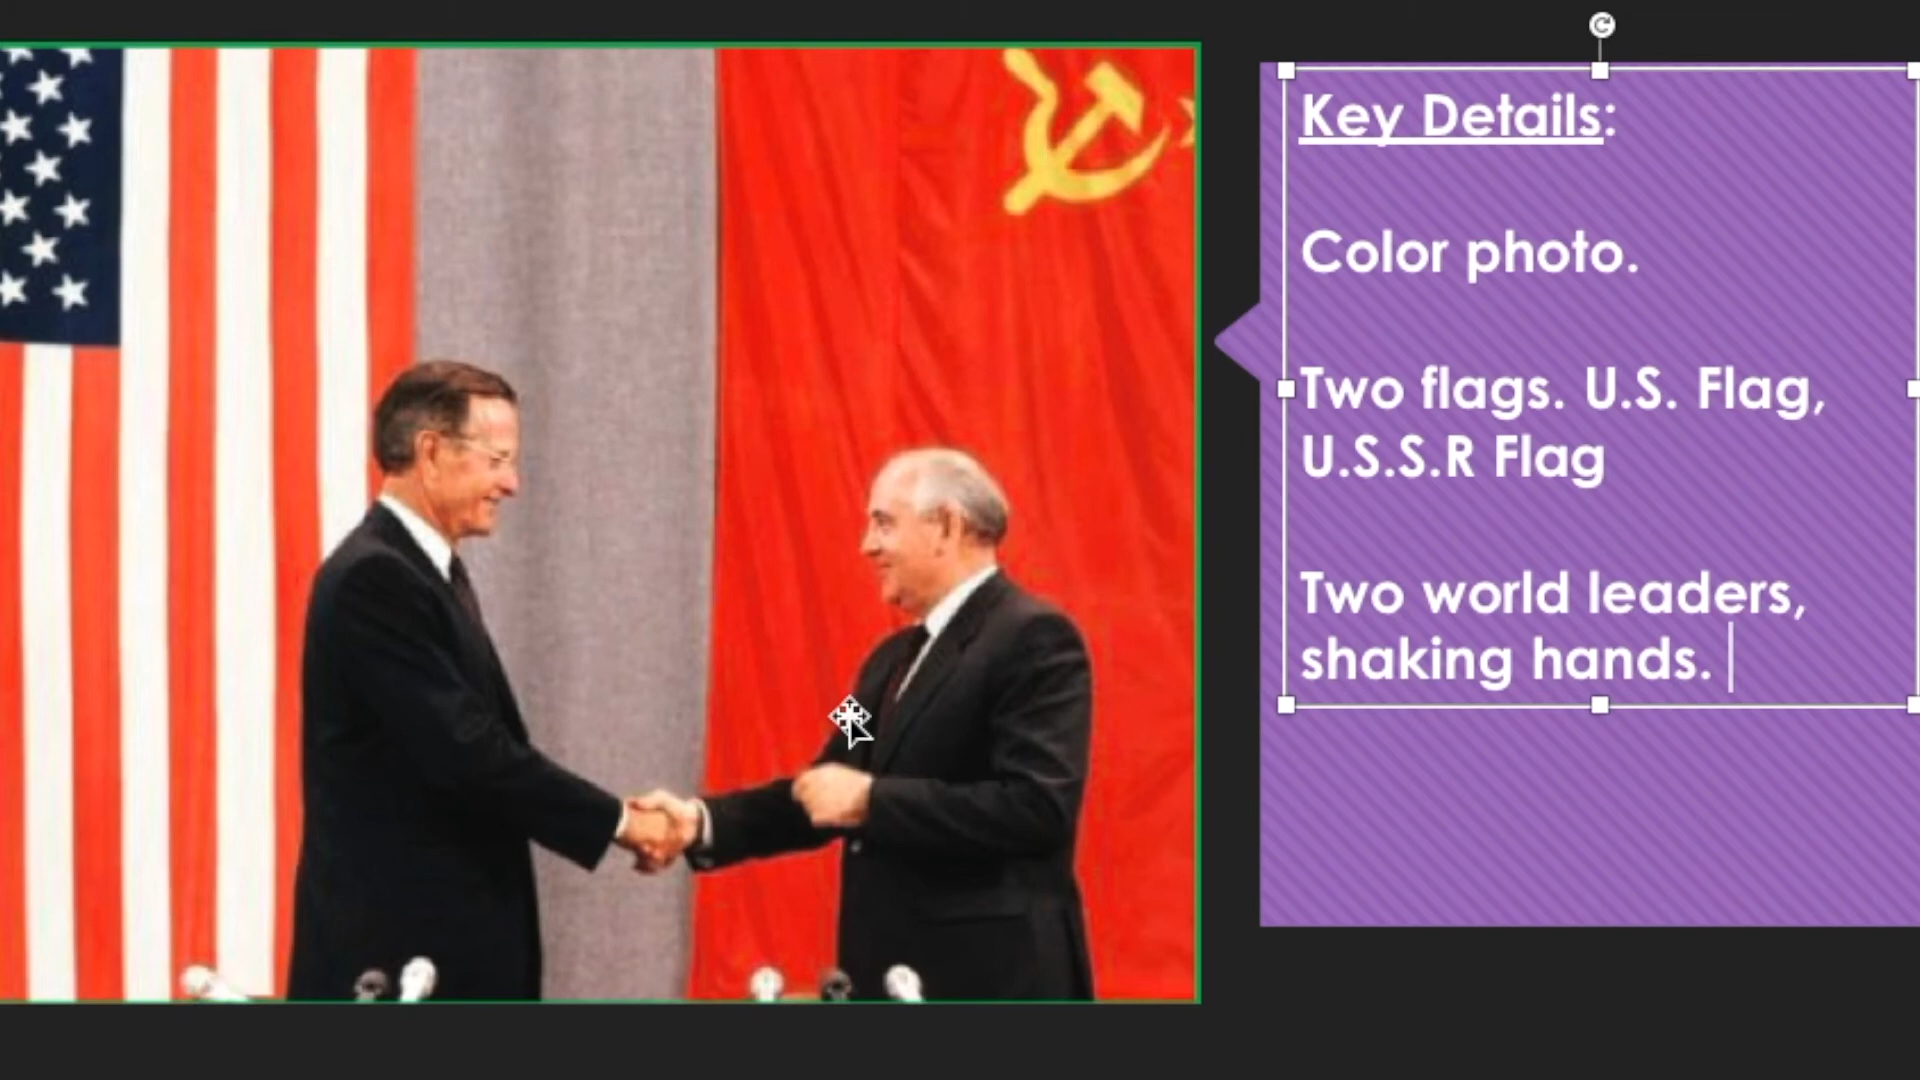 Key Details:
Color photo.
Two flags. U.S. Flag,
U.S.S.R Flag
Two world leaders,
shaking hands.